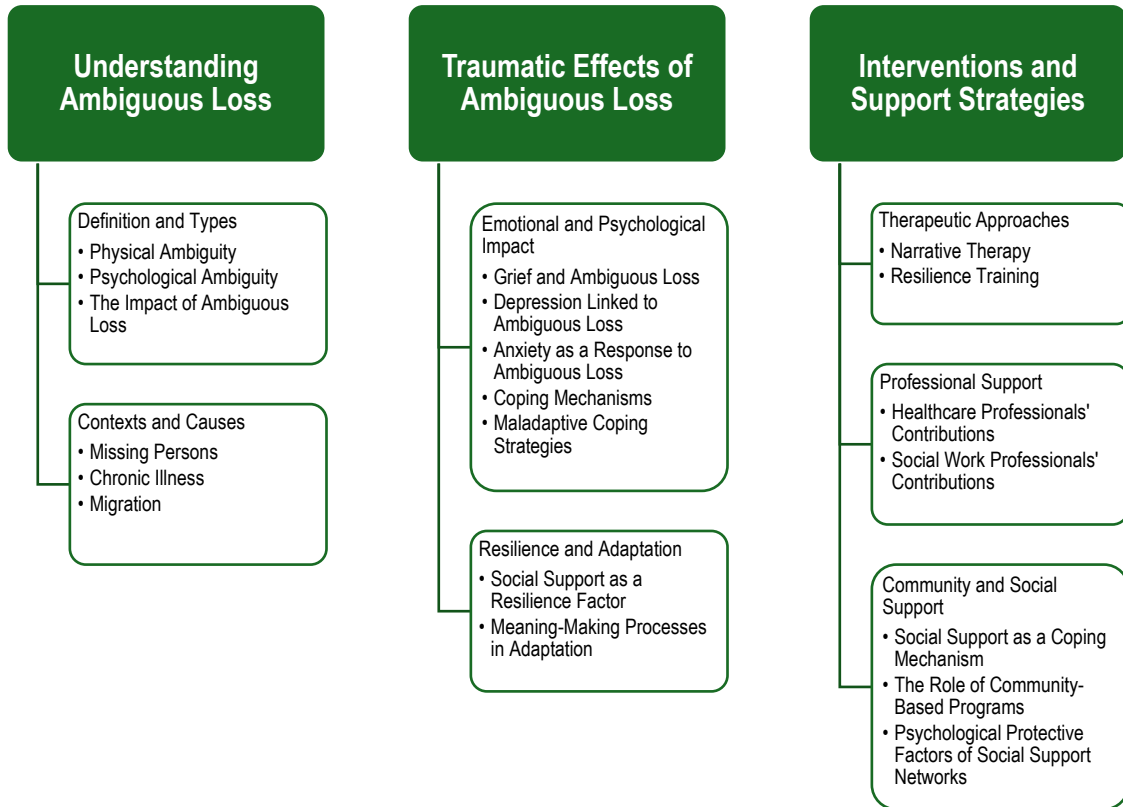 Understanding
Ambiguous Loss
Definition and Types
• Physical Ambiguity
• Psychological Ambiguity
• The Impact of Ambiguous
Loss
Contexts and Causes
• Missing Persons
• Chronic Illness
• Migration
Traumatic Effects of
Ambiguous Loss
Emotional and Psychological
Impact
• Grief and Ambiguous Loss
• Depression Linked to
Ambiguous Loss
• Anxiety as a Response to
Ambiguous Loss
• Coping Mechanisms
• Maladaptive Coping
Strategies
Resilience and Adaptation
• Social Support as a
Resilience Factor
• Meaning-Making Processes
in Adaptation
Interventions and
Support Strategies
Therapeutic Approaches
• Narrative Therapy
• Resilience Training
Professional Support
• Healthcare Professionals'
Contributions
• Social Work Professionals'
Contributions
Community and Social
Support
• Social Support as a Coping
Mechanism
• The Role of Community-
Based Programs
• Psychological Protective
Factors of Social Support
Networks